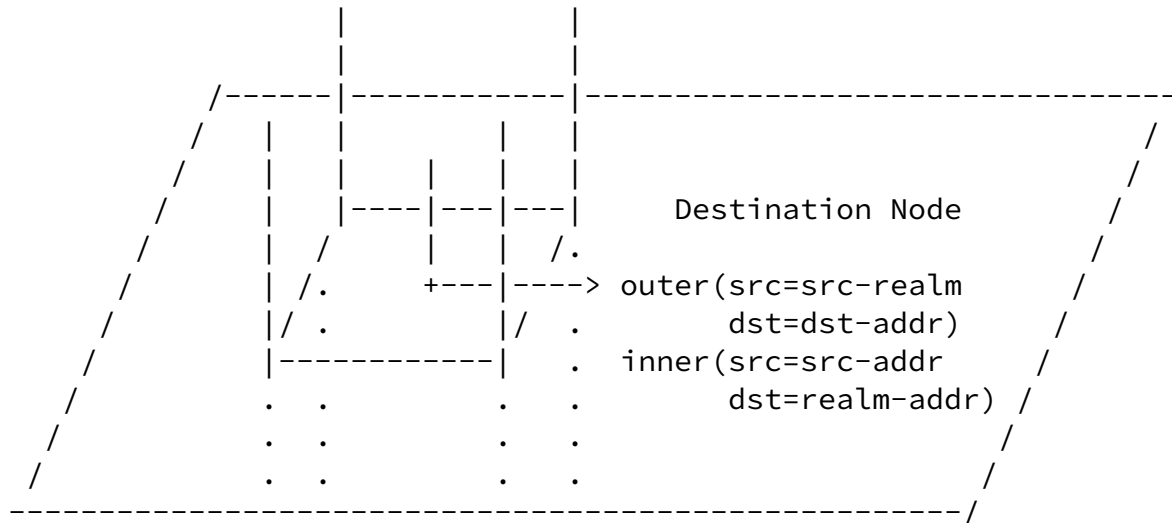 Destination Node
outer(src=src-realm
dst=dst-addr)
inner(src=src-addr
dst=realm-addr)